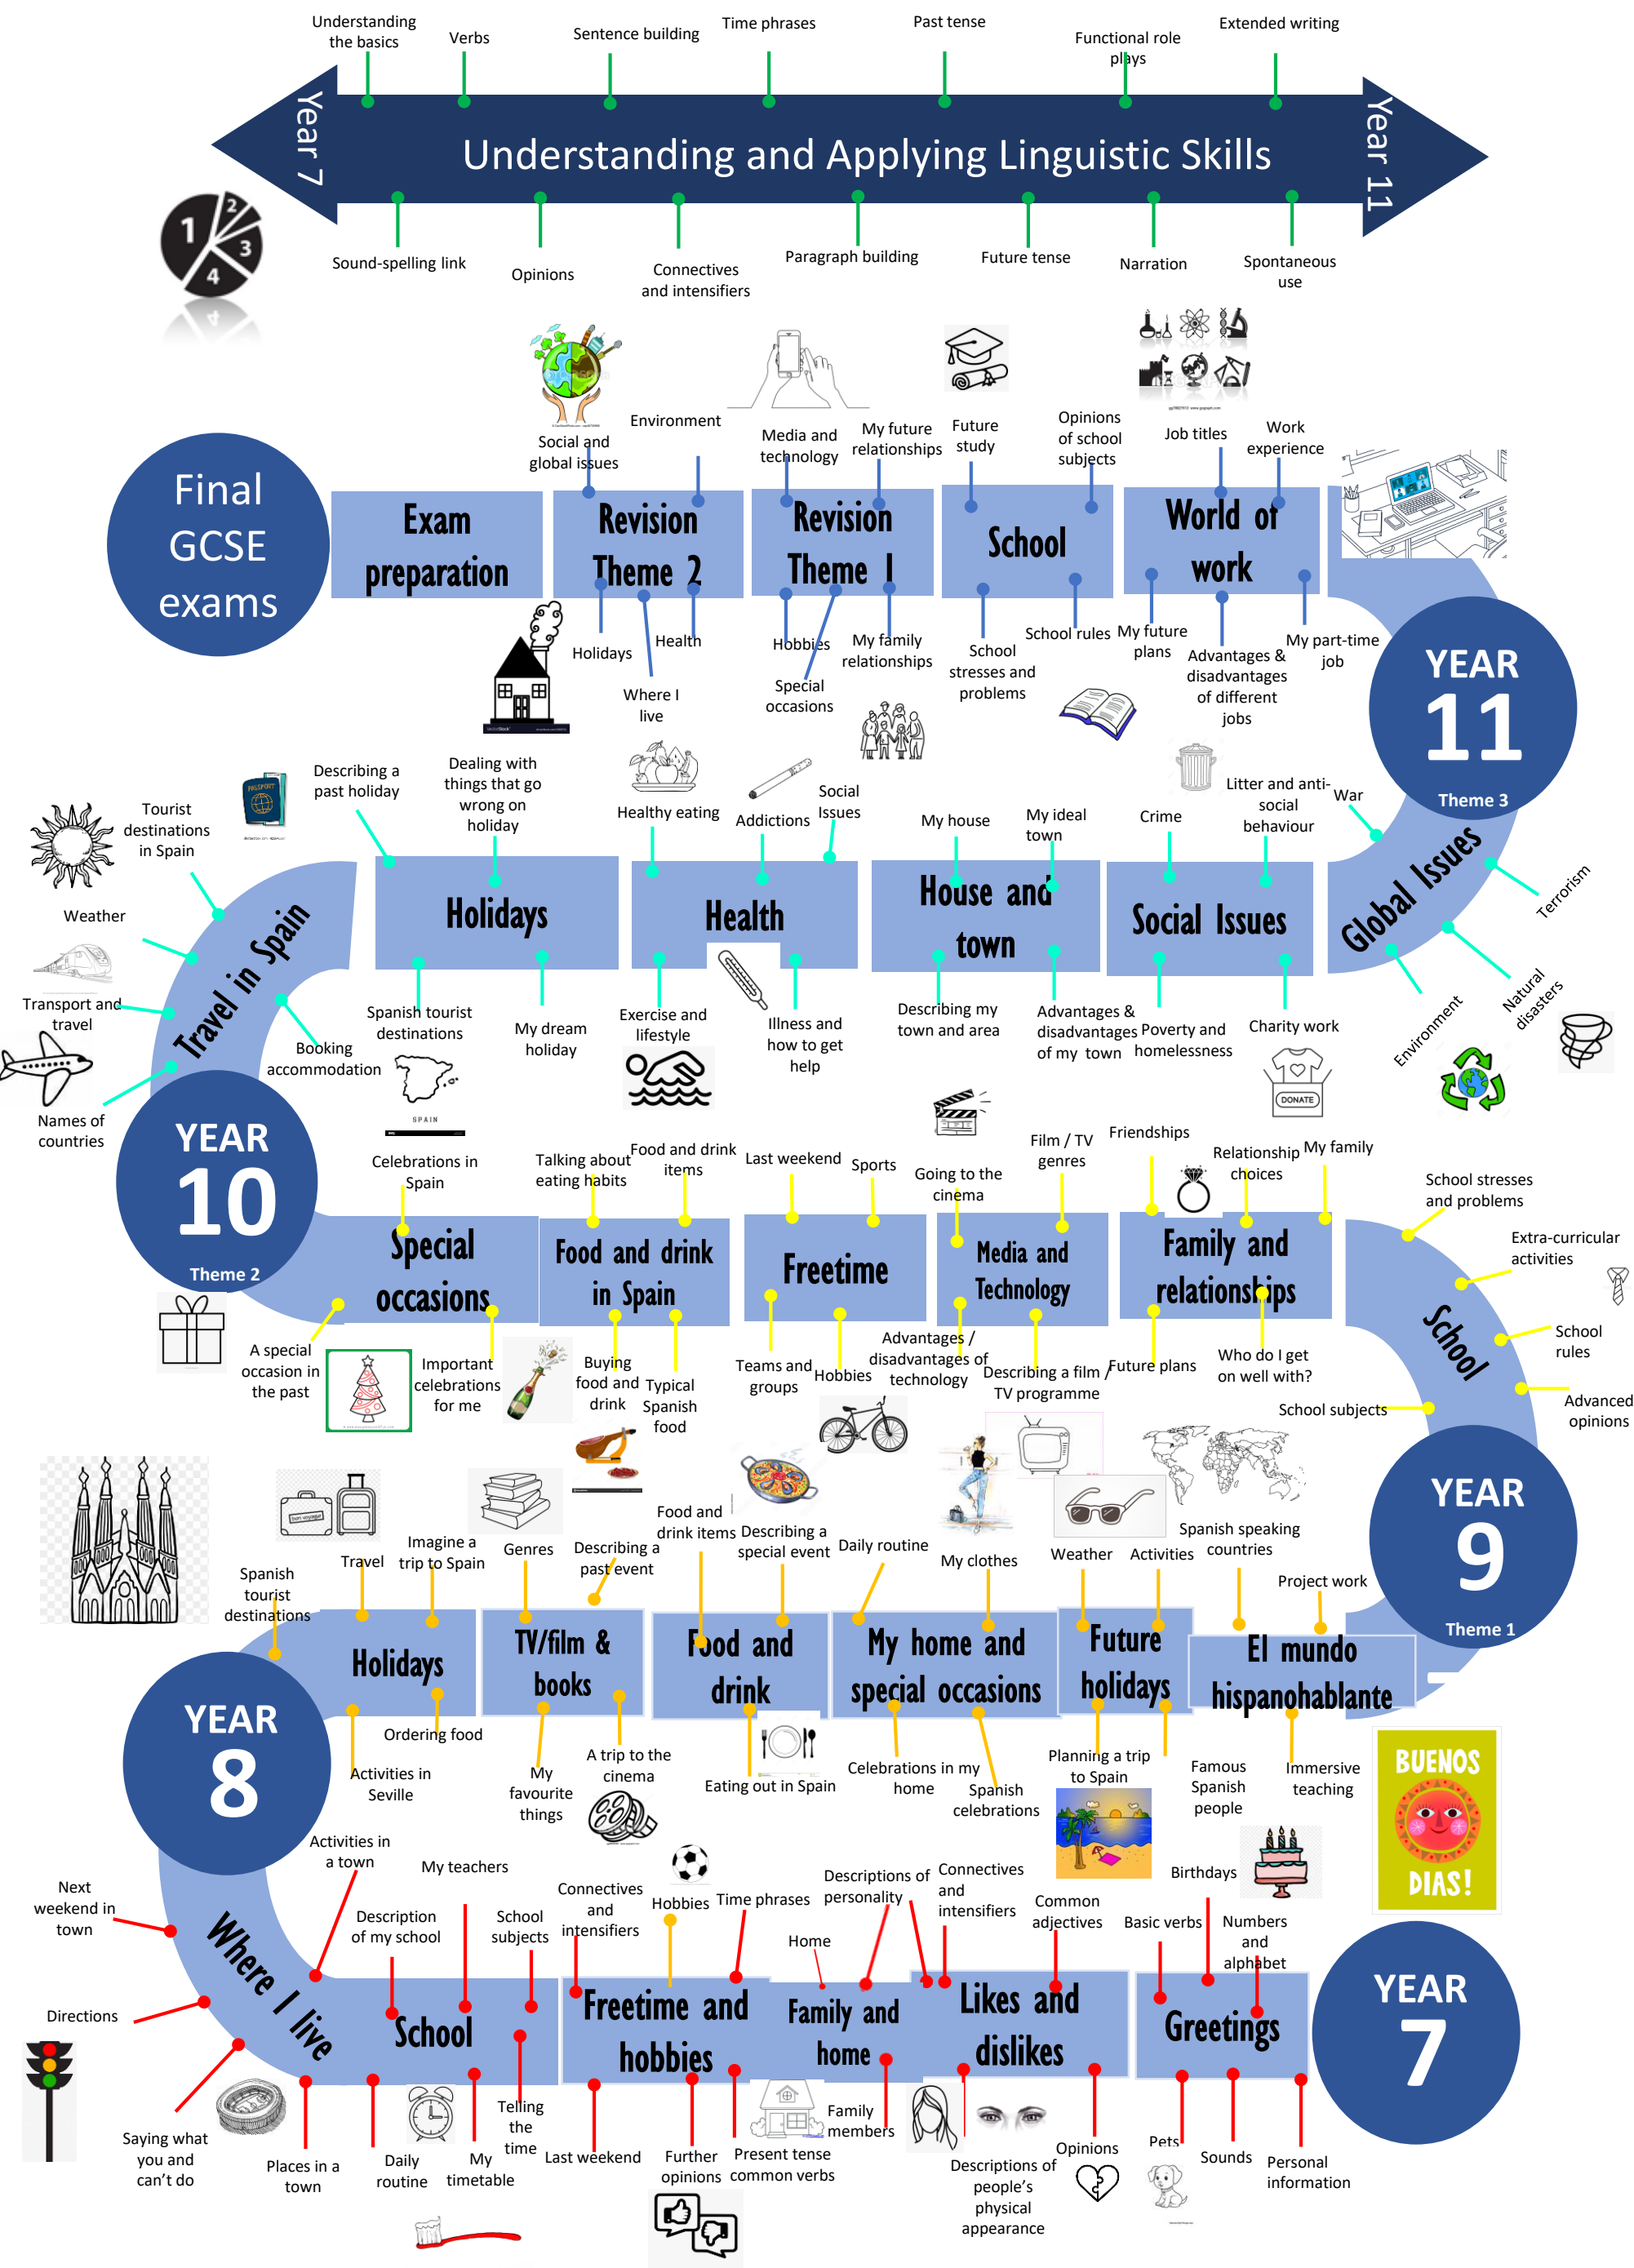 Understanding
the basics
Verbs
Sentence building
Time phrases
Past tense
Functional role
plays
Extended writing
Year 7
Understanding and Applying Linguistic Skills
Year 11
Sound-spelling link
Opinions
Connectives
and intensifiers
Paragraph building
Future tense
Narration
Spontaneous
use
1
2
3
4
Social and
global issues
Environment
Media and
technology
My future
relationships
Future
study
Opinions
of school
subjects
Job titles
Work
experience
Final
GCSE
exams
Exam
preparation
Revision
Theme 2
Revision
Theme 1
School
World of
work
Holidays
Where I
live
Health
Hobbies
Special
occasions
My family
relationships
School
stresses and
problems
School rules
My future
plans
Advantages &
disadvantages
of different
jobs
My part-time
job
YEAR
11
Theme 3
Tourist
destinations
in Spain
PASSPORT
Describing a
past holiday
Dealing with
things that go
wrong on
holiday
Healthy eating
Addictions
Social
Issues
My house
My ideal
town
Crime
Litter and anti-
social
behaviour
War
Terrorism
Natural
disasters
Environment
Global Issues
Weather
Transport and
travel
Names of
countries
Travel in Spain
Booking
accommodation
Holidays
Health
House and
town
Social Issues
Spanish tourist
destinations
My dream
holiday
Exercise and
lifestyle
Illness and
how to get
help
Describing my
town and area
Advantages &
disadvantages
of my town
Poverty and
homelessness
Charity work
SPAIN
DONATE
YEAR
10
Theme 2
Celebrations in
Spain
Talking about
eating habits
Food and drink
items
Last weekend
Sports
Going to the
cinema
Film / TV
genres
Friendships
Relationship
choices
My family
School stresses
and problems
Extra-curricular
activities
School
rules
Advanced
opinions
School subjects
Special
occasions
Food and drink
in Spain
Freetime
Media and
Technology
Family and
relationships
School
A special
occasion in
the past
Important
celebrations
for me
Buying
food and
drink
Typical
Spanish
food
Teams and
groups
Hobbies
Advantages /
disadvantages of
technology
Describing a film /
TV programme
Future plans
Who do I get
on well with?
YEAR
9
Theme 1
Spanish
tourist
destinations
Travel
Imagine a
trip to Spain
Genres
Describing a
past event
Food and
drink items
Describing a
special event
Daily routine
My clothes
Weather
Activities
Spanish speaking
countries
Project work
Holidays
TV/film &
books
Food and
drink
My home and
special occasions
Future
holidays
El mundo
hispanohablante
YEAR
8
Activities in
Seville
Ordering food
My
favourite
things
A trip to the
cinema
Eating out in Spain
Celebrations in my
home
Spanish
celebrations
Planning a trip
to Spain
Famous
Spanish
people
Immersive
teaching
BUENOS
DIAS!
Next
weekend in
town
Activities in
a town
Description
of my school
My teachers
School
subjects
Connectives
and
intensifiers
Hobbies
Time phrases
Home
Descriptions of
personality
Connectives
and
intensifiers
Common
adjectives
Basic verbs
Birthdays
Numbers
and
alphabet
Directions
Where I live
School
Freetime and
hobbies
Family and
home
Likes and
dislikes
Greetings
YEAR
7
Saying what
you and
can't do
Places in a
town
Daily
routine
My
timetable
Telling
the
time
Last weekend
Further
opinions
Present tense
common verbs
Family
members
Descriptions of
people's
physical
appearance
Opinions
Pets
Sounds
Personal
information